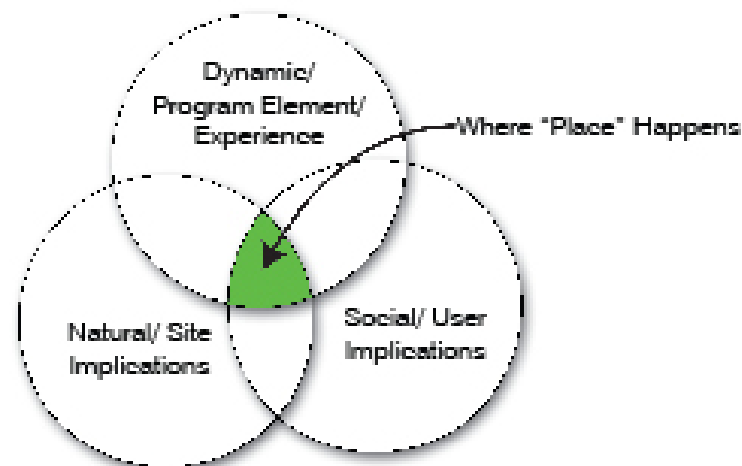 Dynamic/
Program Element/
Experience
Where "Place" Happens
Natural/ Site
Implications
Social/ User
Implications